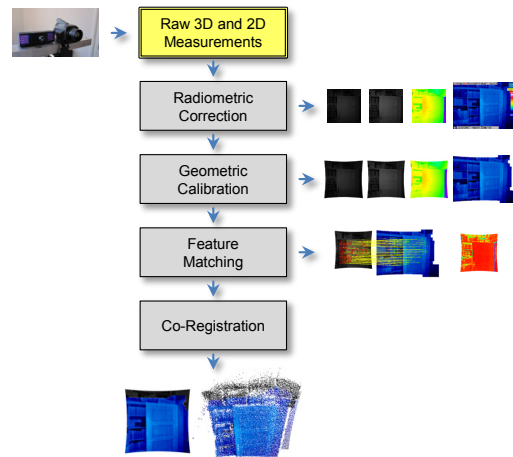 Raw 3D and 2D
Measurements
Radiometric
Correction
Geometric
Calibration
Feature
Matching
Co-Registration